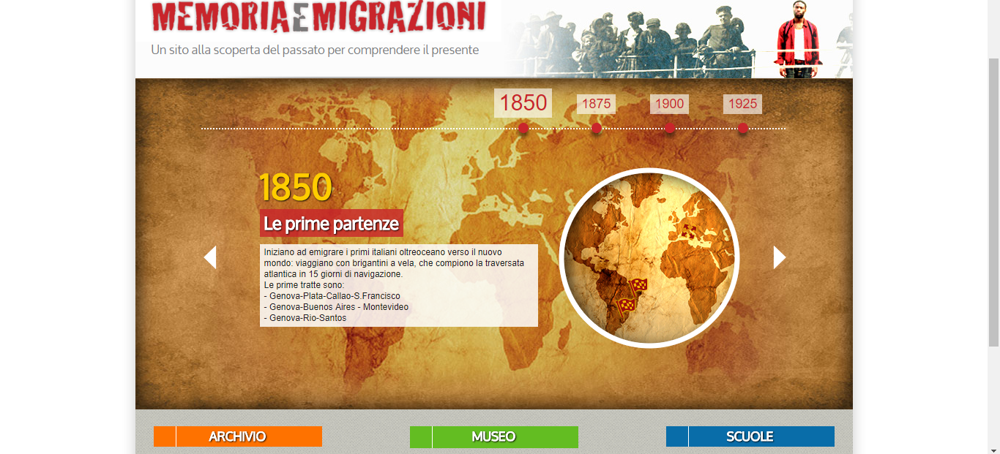 MEMORIAEMIGRAZIONI
Un sito alla scoperta del passato per comprendere il presente
1850
1875
1900
1925
1850
Le prime partenze
Iniziano ad emigrare i primi italiani oltreoceano verso il nuovo
mondo: viaggiano con brigantini a vela, che compiono la traversata
atlantica in 15 giorni di navigazione.
Le prime tratte sono:
- Genova-Plata-Callao-S.Francisco
- Genova-Buenos Aires - Montevideo
- Genova-Rio-Santos
ARCHIVIO
MUSEO
SCUOLE